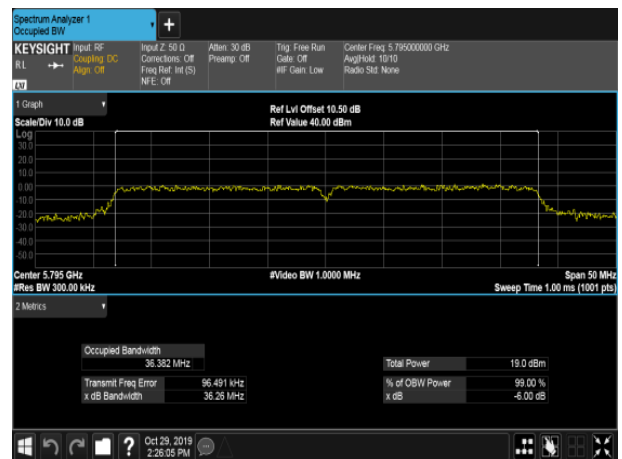 Spectrum Analyzer 1
Occupied BW
+
KEYSIGHT
RL
LXI
Input: RF
Coupling: DC
Align: Off
Input Z: 50 Ω
Corrections: Off
Freq Ref: Int (S)
NFE: Off
Atten: 30 dB
Preamp: Off
Trig: Free Run
Gate: Off
#IF Gain: Low
Center Freq: 5.795000000 GHz
Avg|Hold: 10/10
Radio Std: None
1 Graph
Scale/Div 10.0 dB
Ref Lvl Offset 10.50 dB
Ref Value 40.00 dBm
Log
30.0
20.0
10.0
0.00
-10.0
-20.0
-30.0
-40.0
-50.0
Center 5.795 GHz
#Res BW 300.00 kHz
#Video BW 1.0000 MHz
Span 50 MHz
Sweep Time 1.00 ms (1001 pts)
2 Metrics
Occupied Bandwidth
36.382 MHz
Transmit Freq Error 96.491 kHz
x dB Bandwidth 36.26 MHz
Total Power 19.0 dBm
% of OBW Power 99.00 %
x dB -6.00 dB
?
Oct 29, 2019
2:26:05 PM